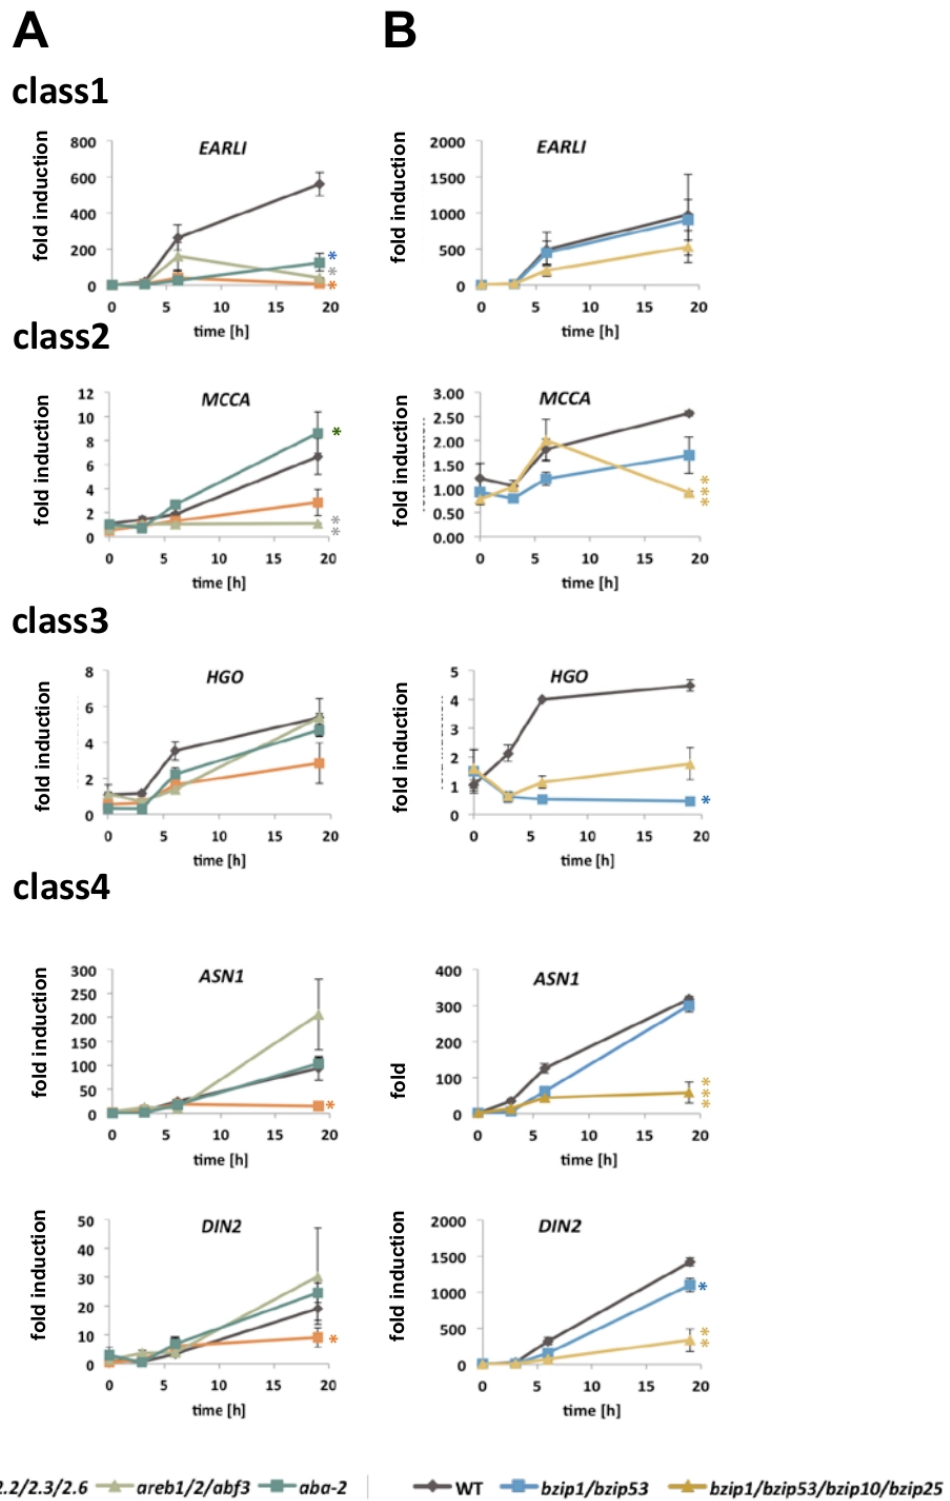 A
B
class1
EARLI
fold induction
800
600
400
200
0
*
*
*
0 5 10 15 20
time [h]
EARLI
fold induction
2000
1500
1000
500
0
0 5 10 15 20
time [h]
class2
MCCA
fold induction
12
10
8
6
4
2
0
*
**
0 5 10 15 20
time [h]
MCCA
fold induction
3.00
2.50
2.00
1.50
1.00
0.50
0.00
***
0 5 10 15 20
time [h]
class3
HGO
fold induction
8
6
4
2
0
0 5 10 15 20
time [h]
HGO
fold induction
5
4
3
2
1
0
*
0 5 10 15 20
time [h]
class4
ASN1
fold induction
300
250
200
150
100
50
0
*
0 5 10 15 20
time [h]
ASN1
fold
400
300
200
100
0
***
0 5 10 15 20
time [h]
DIN2
fold induction
50
40
30
20
10
0
*
0 5 10 15 20
time [h]
DIN2
fold induction
2000
1500
1000
500
0
*
**
0 5 10 15 20
time [h]
2.2/2.3/2.6 areb1/2/abf3 aba-2 WT bzip1/bzip53 bzip1/bzip53/bzip10/bzip25